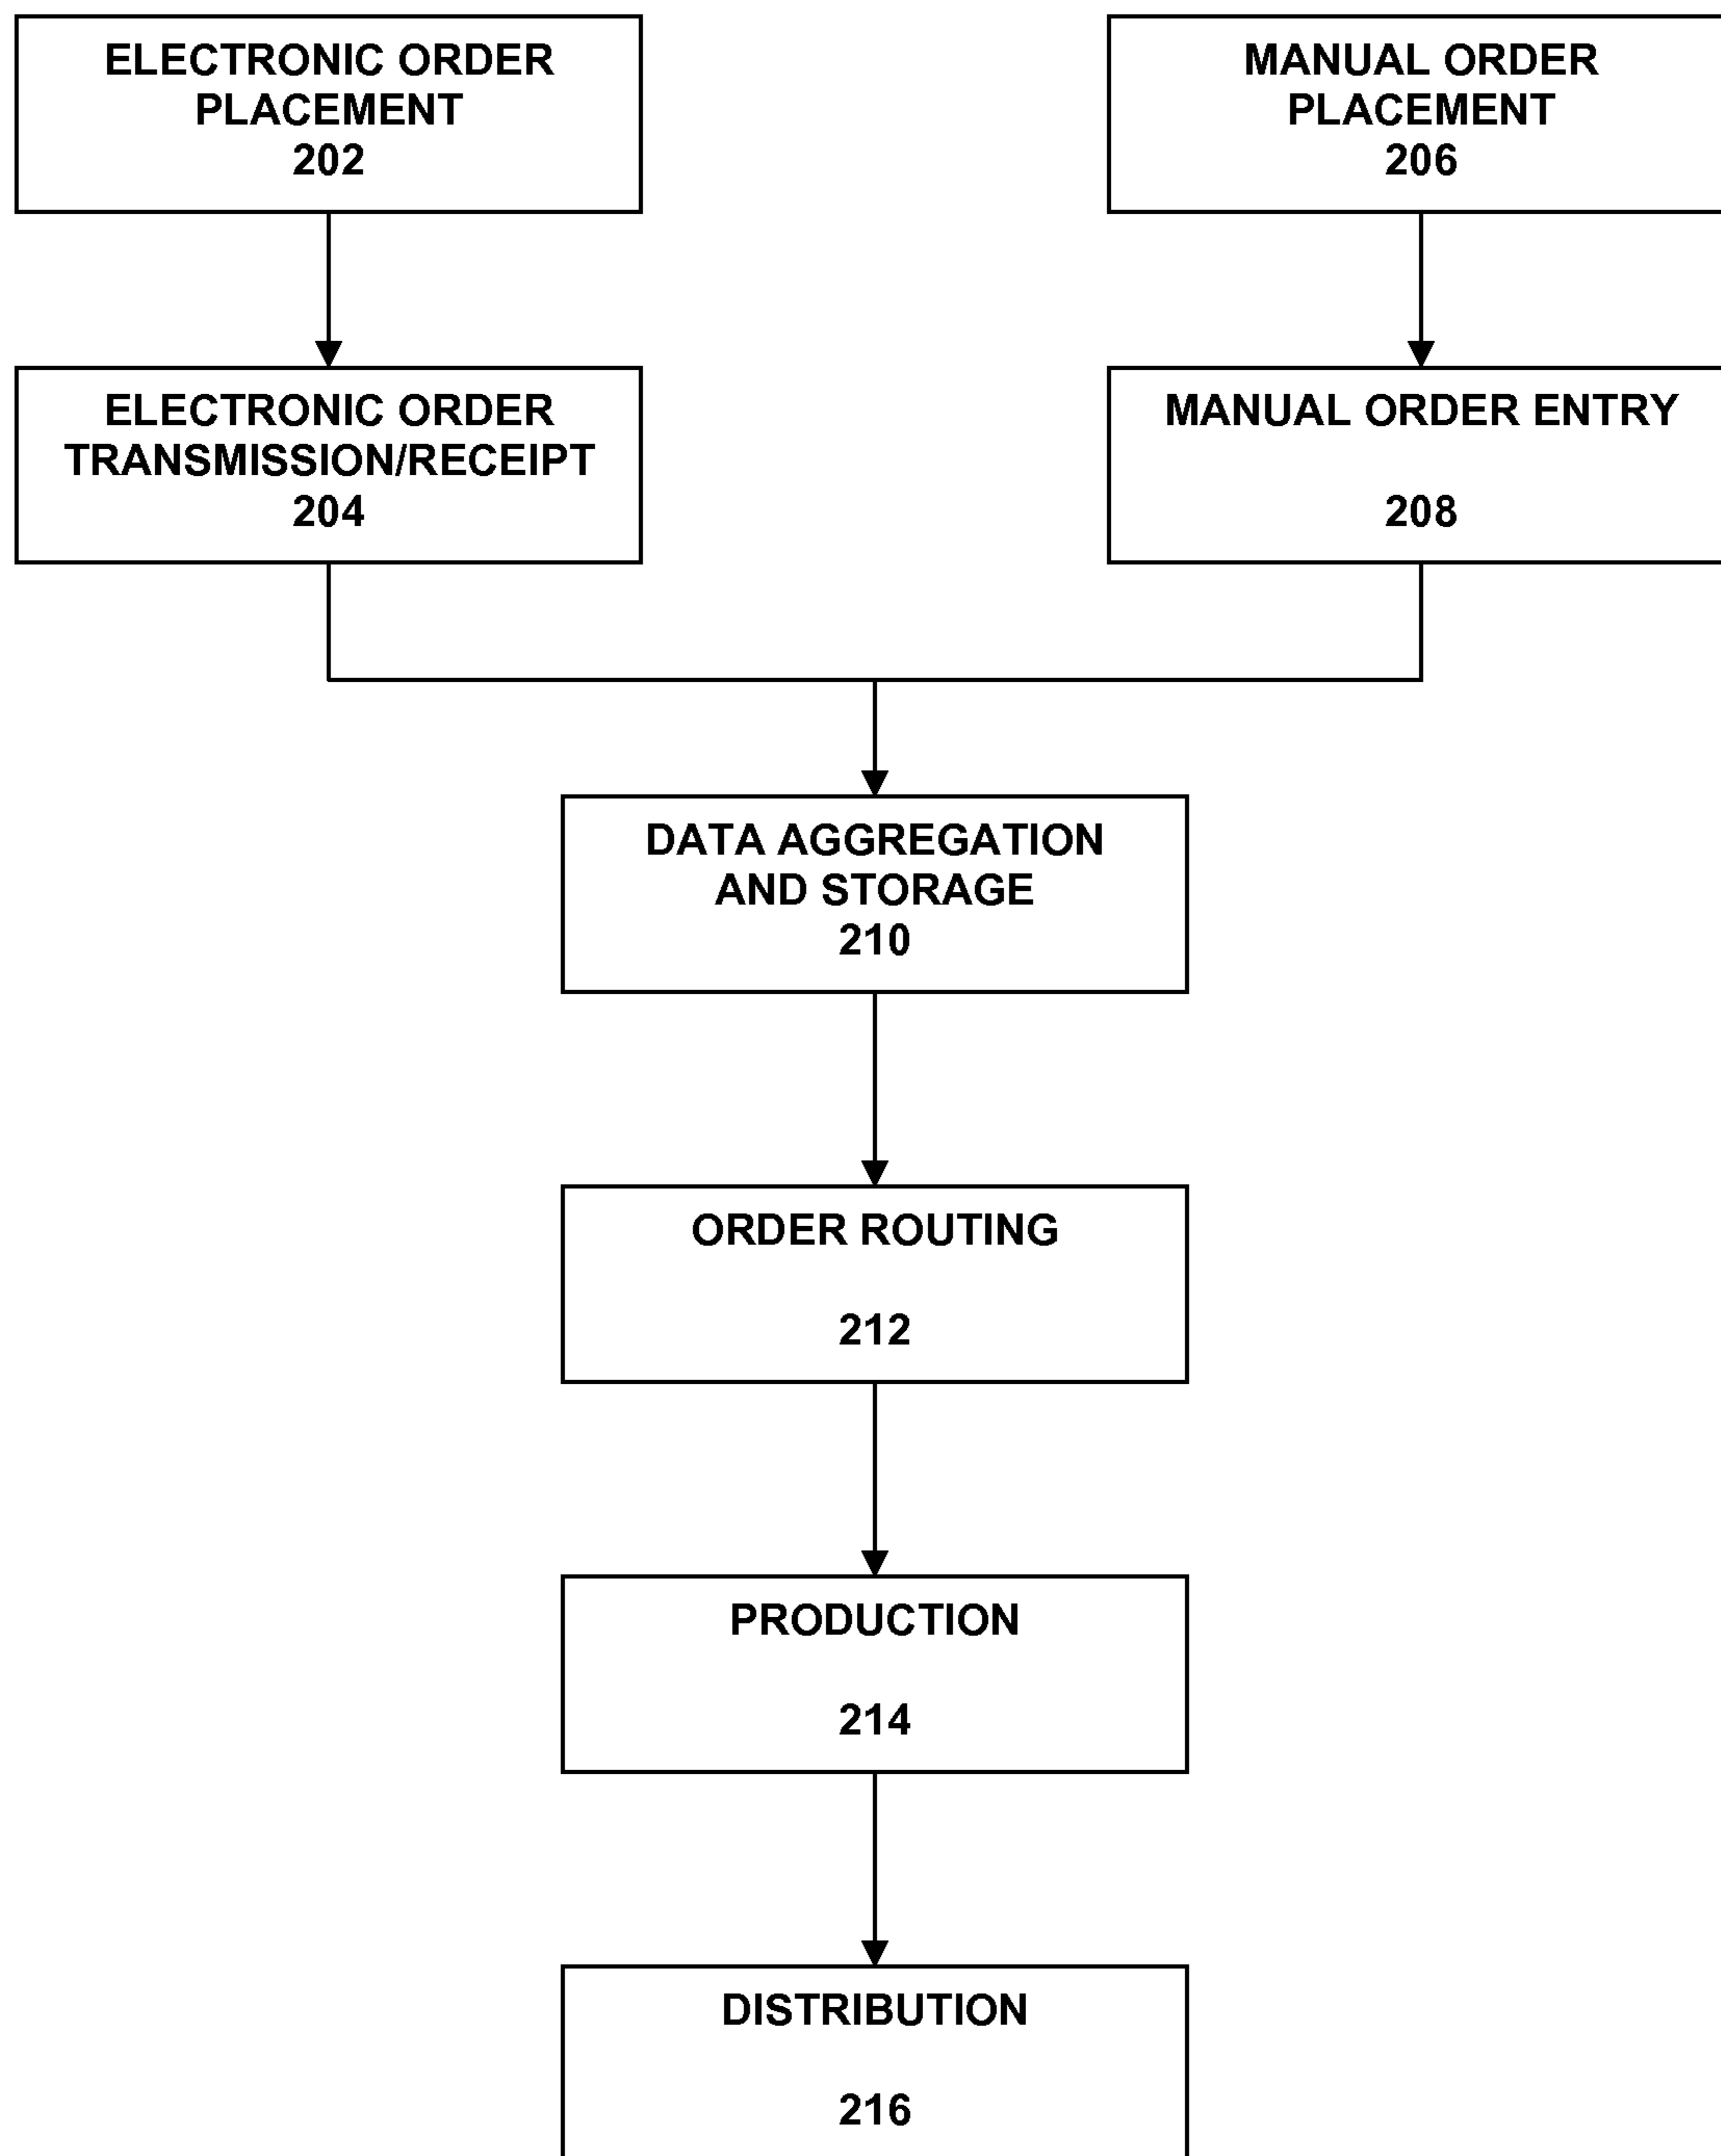 ELECTRONIC ORDER
PLACEMENT
202
MANUAL ORDER
PLACEMENT
206
ELECTRONIC ORDER
TRANSMISSION/RECEIPT
204
MANUAL ORDER ENTRY
208
DATA AGGREGATION
AND STORAGE
210
ORDER ROUTING
212
PRODUCTION
214
DISTRIBUTION
216